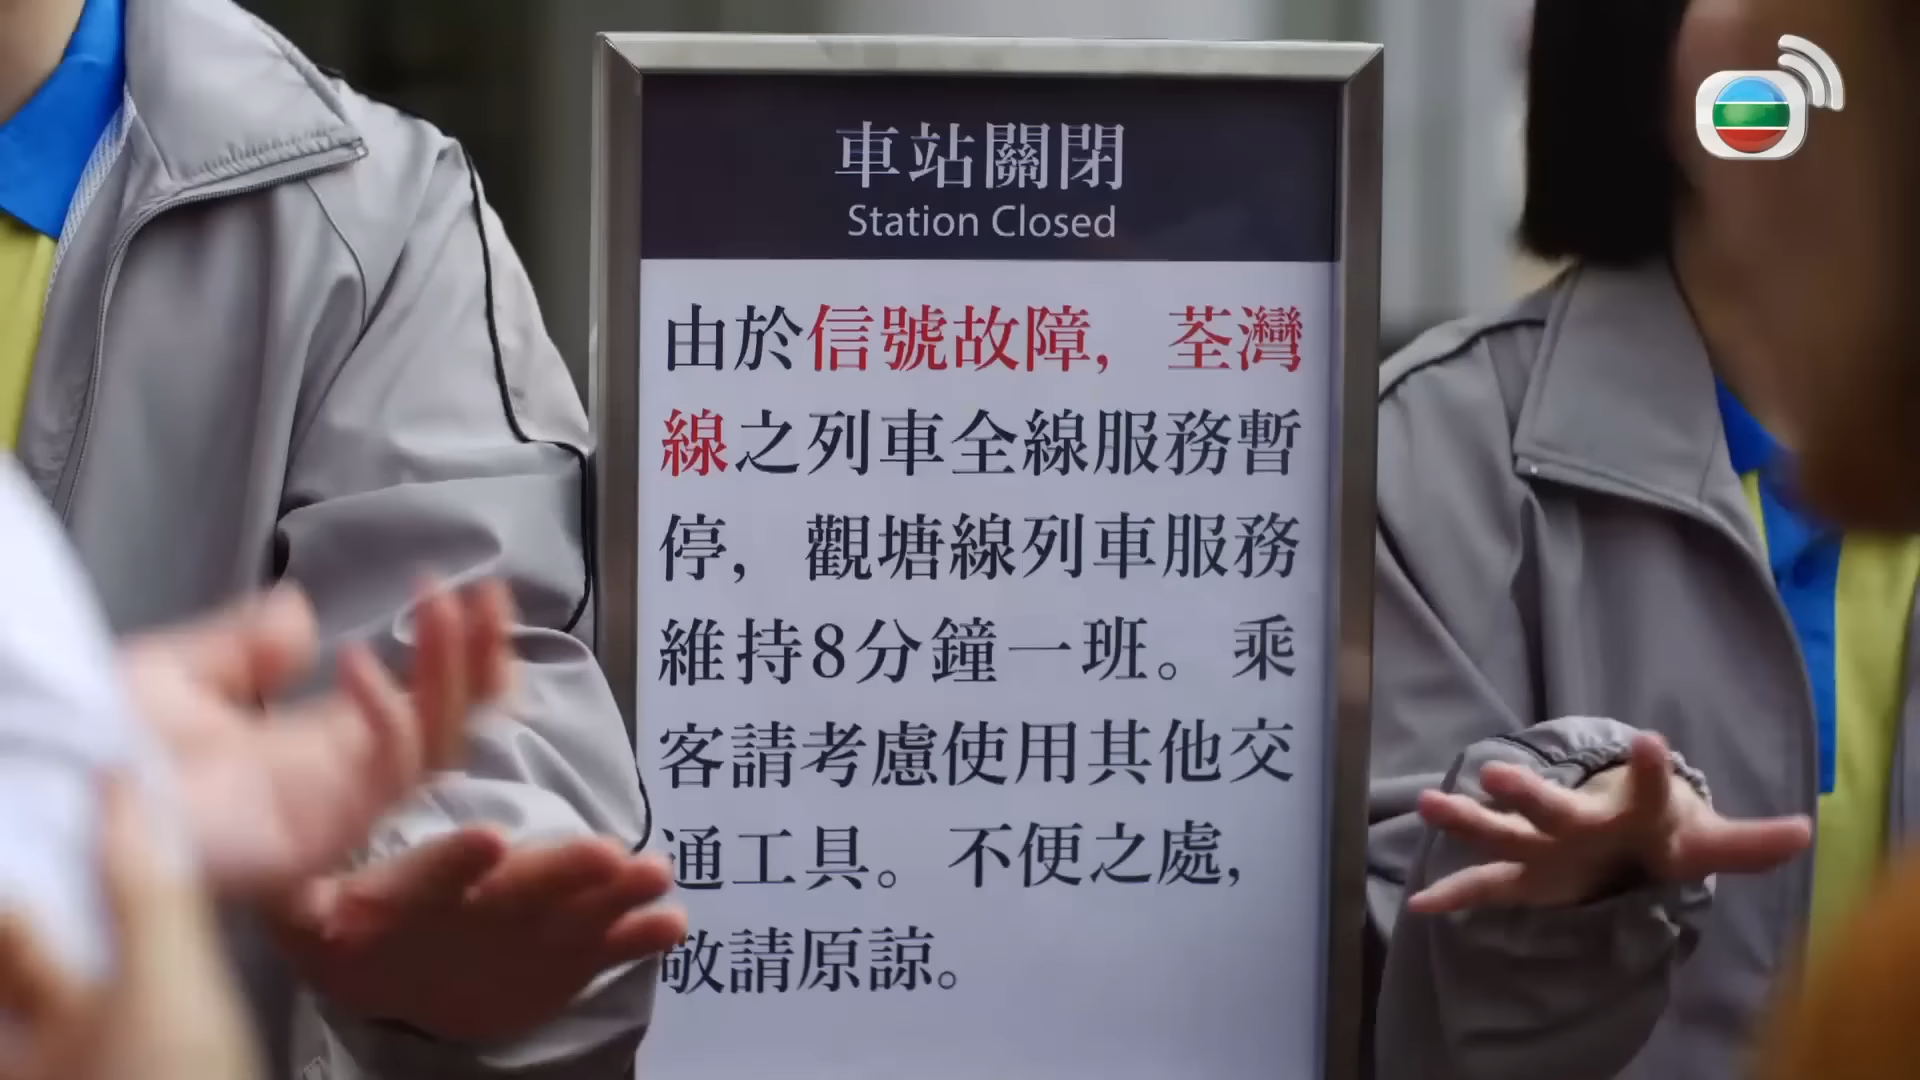 車站關閉
Station Closed
由於信號故障，荃灣
線之列車全線服務暫
停，觀塘線列車服務
維持8分鐘一班。乘
客請考慮使用其他交
通工具。不便之處，
敬請原諒。